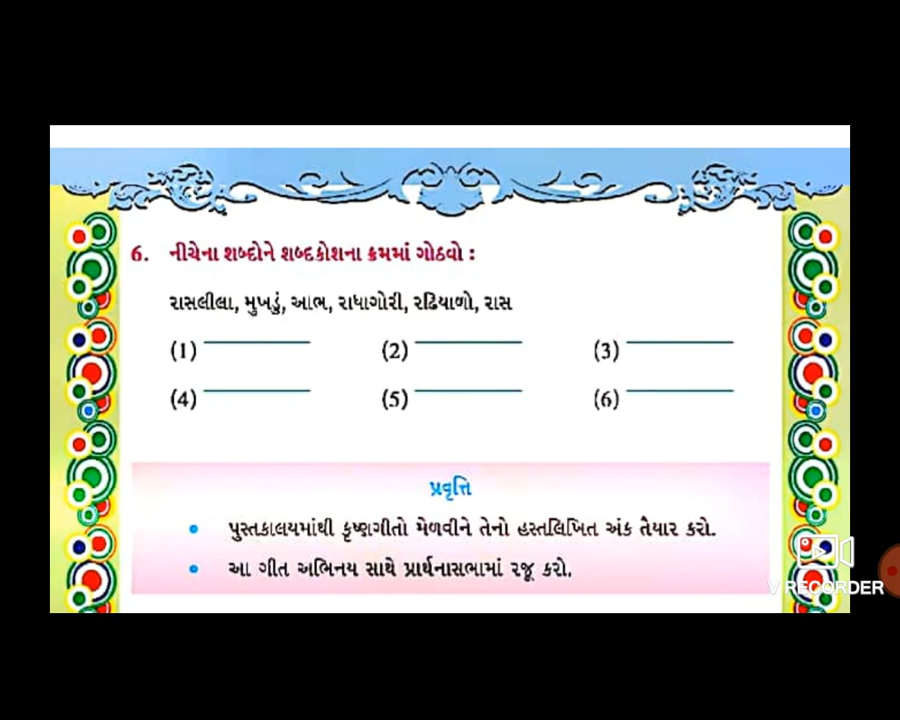 6. નીચેના શબ્દોને શબ્દકોશના ક્રમમાં ગોઠવો :
રાસલીલા, મુખડું, આભ, રાધાગોરી, રઢિયાળો, રાસ
(1) (2) (3)
(4) (5) (6)
પ્રવૃત્તિ
• પુસ્તકાલયમાંથી કૃષ્ણગીતો મેળવીને તેનો હસ્તલિખિત અંક તૈયાર કરો.
• આ ગીત અભિનય સાથે પ્રાર્થનાસભામાં રજૂ કરો.
V RECORDER